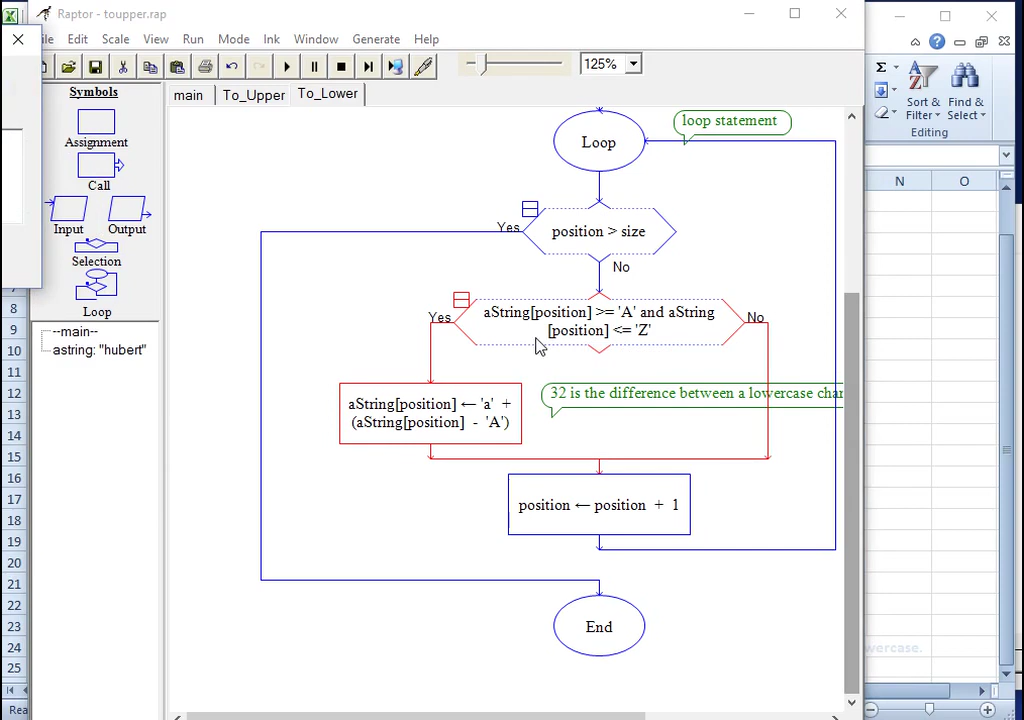 Raptor - toupper.rap
ile Edit Scale View Run Mode Ink Window Generate Help
125%
Symbols
Assignment
Call
Input Output
Selection
Loop
main To_Upper To_Lower
--main--
astring: "hubert"
loop statement
Loop
Yes
position > size
No
Yes
aString[position] >= 'A' and aString
[position] <= 'Z'
No
aString[position] ← 'a' +
(aString[position] - 'A')
32 is the difference between a lowercase char
position ← position + 1
End
Σ
Sort & Find &
Filter Select
Editing
N O
8
9
10
11
12
13
14
15
16
17
18
19
20
21
22
23
24
25
Rea
wercase.